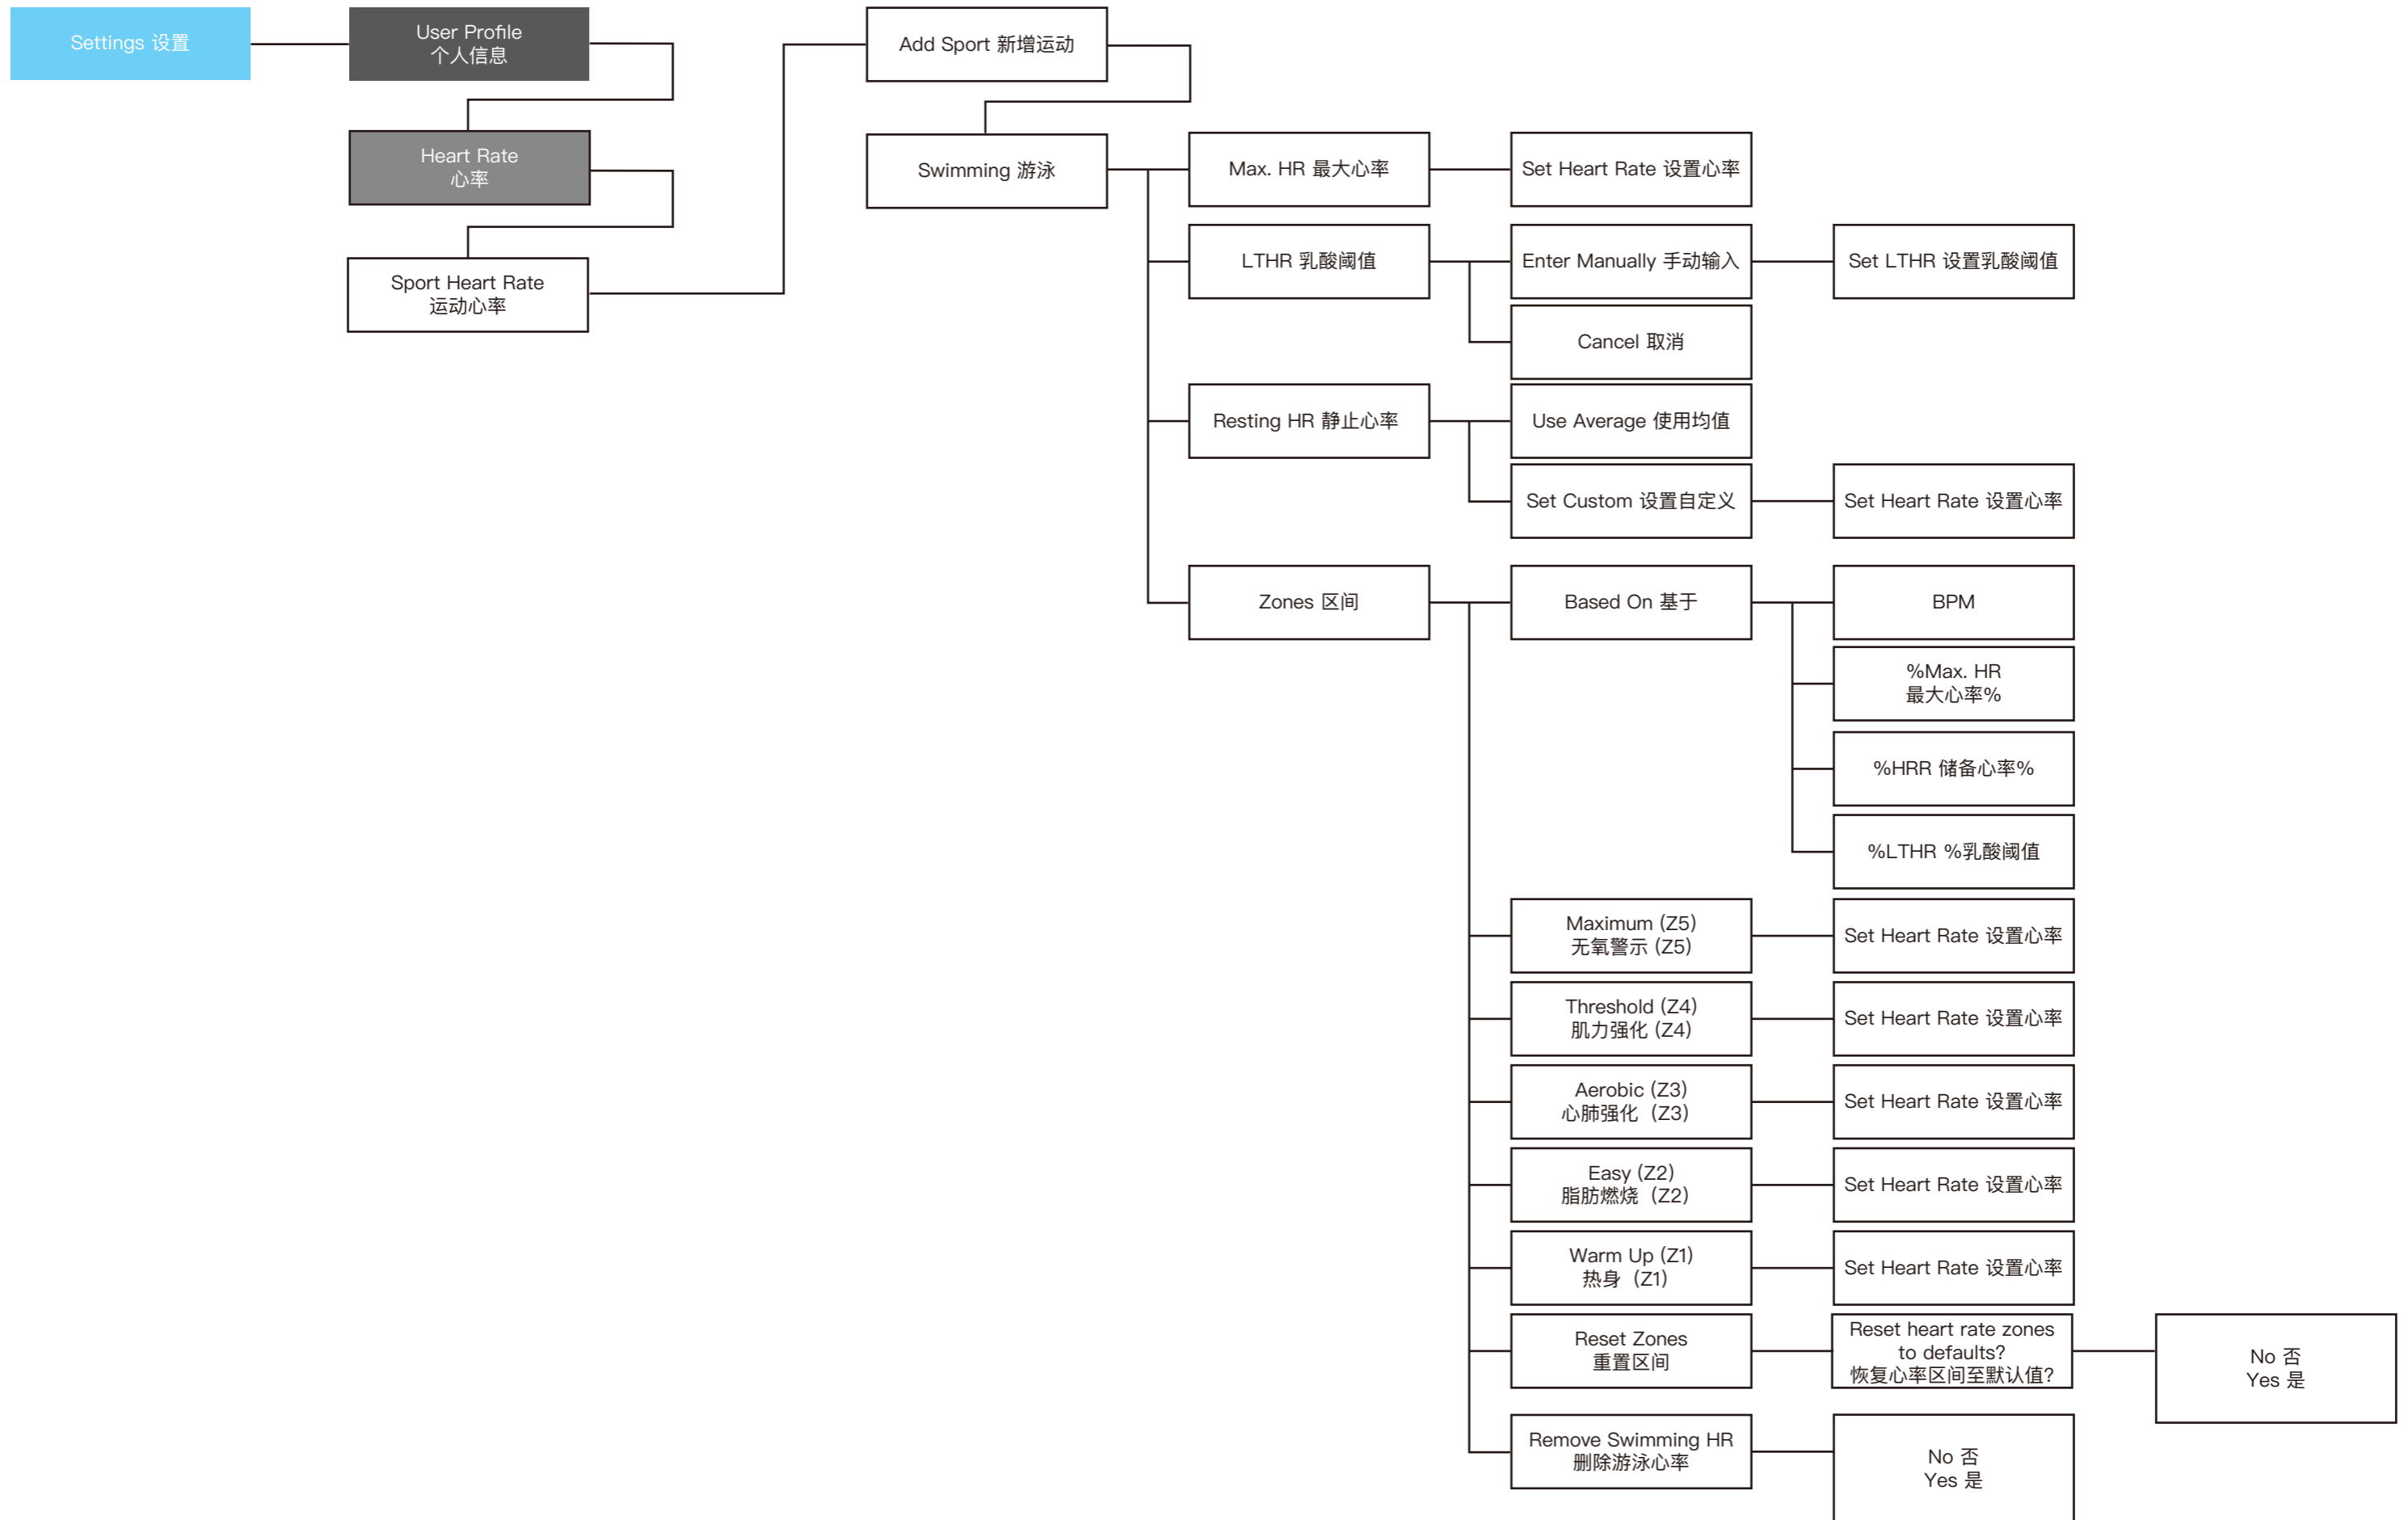 Settings 设置
User Profile
个人信息
Heart Rate
心率
Sport Heart Rate
运动心率
Add Sport 新增运动
Swimming 游泳
Max. HR 最大心率
Set Heart Rate 设置心率
LTHR 乳酸阈值
Enter Manually 手动输入
Set LTHR 设置乳酸阈值
Cancel 取消
Resting HR 静止心率
Use Average 使用均值
Set Custom 设置自定义
Set Heart Rate 设置心率
Zones 区间
Based On 基于
BPM
%Max. HR
最大心率%
%HRR 储备心率%
%LTHR %乳酸阈值
Maximum (Z5)
无氧警示 (Z5)
Set Heart Rate 设置心率
Threshold (Z4)
肌力强化 (Z4)
Set Heart Rate 设置心率
Aerobic (Z3)
心肺强化 (Z3)
Set Heart Rate 设置心率
Easy (Z2)
脂肪燃烧 (Z2)
Set Heart Rate 设置心率
Warm Up (Z1)
热身 (Z1)
Set Heart Rate 设置心率
Reset Zones
重置区间
Reset heart rate zones
to defaults?
恢复心率区间至默认值?
No 否
Yes 是
Remove Swimming HR
删除游泳心率
No 否
Yes 是